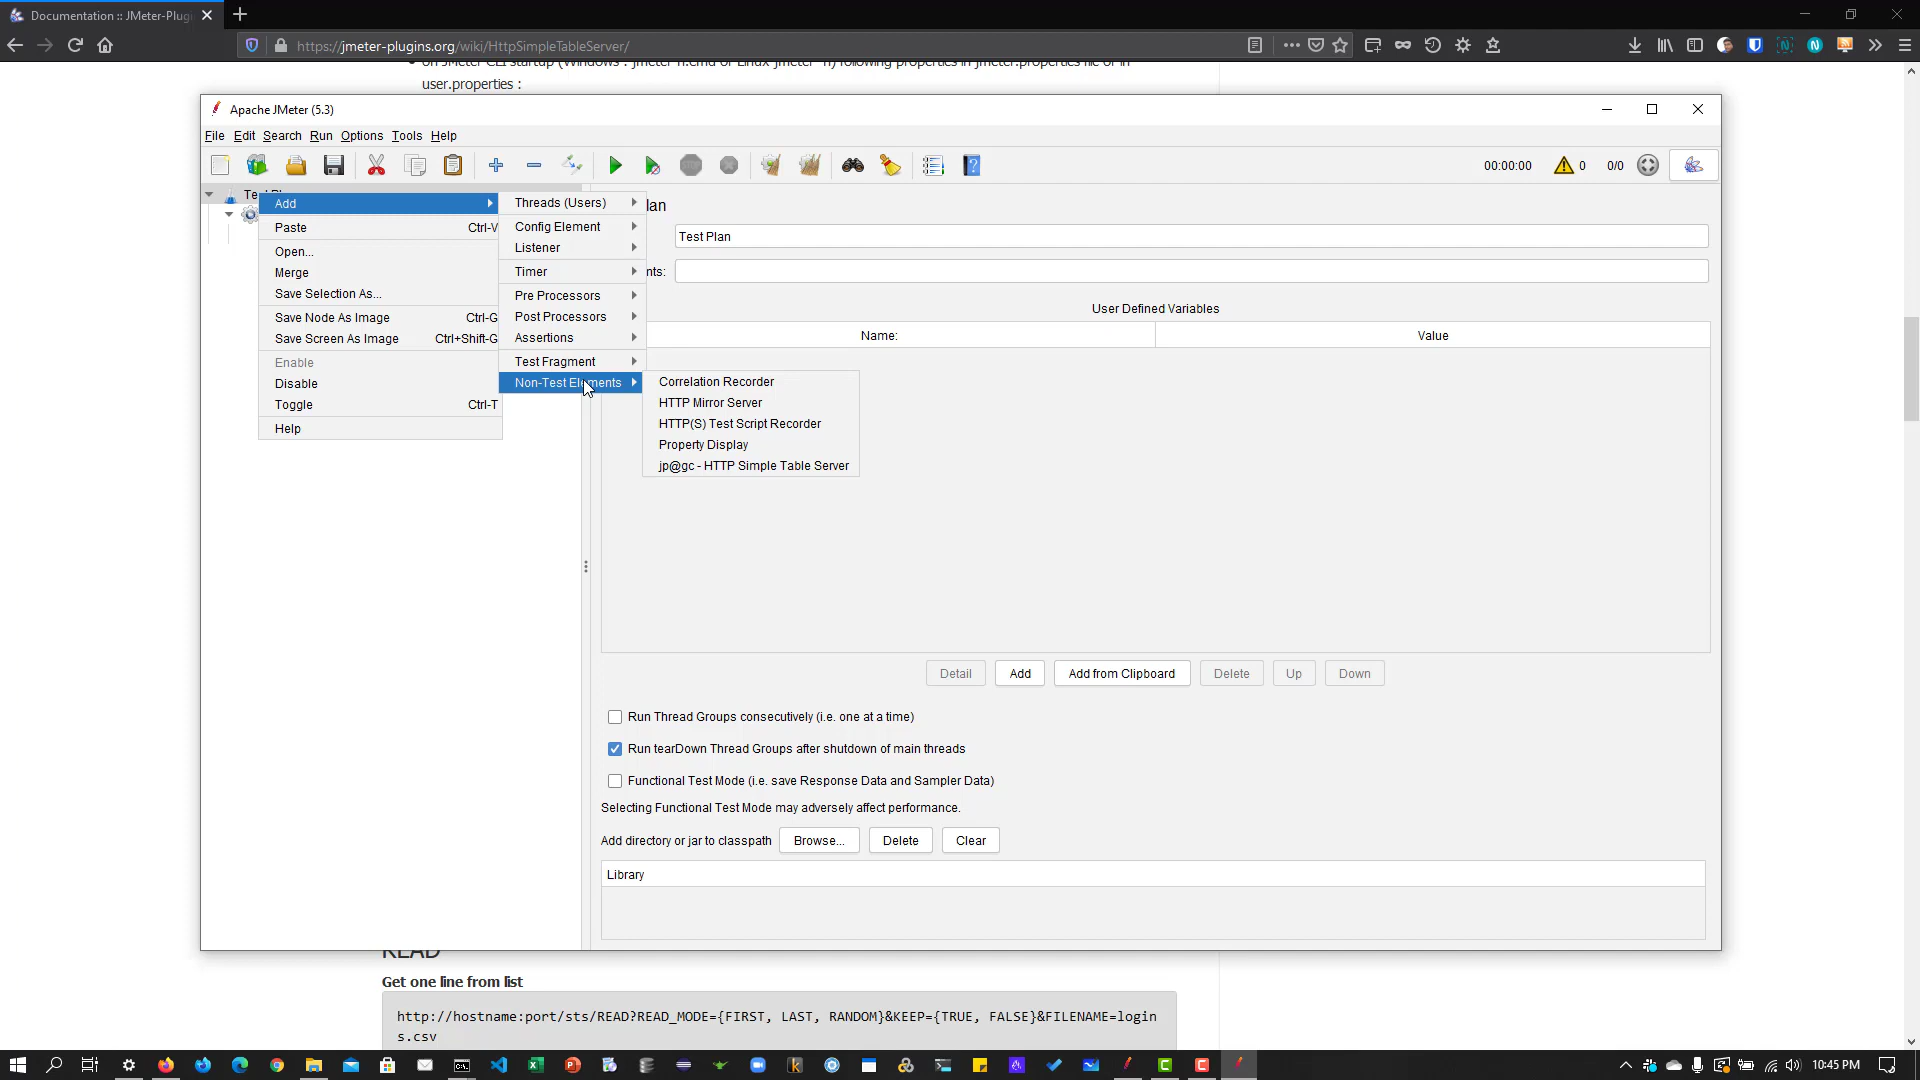 Documentation :: JMeter-Plugi
https://jmeter-plugins.org/wiki/HttpSimpleTableServer/
user.properties :
Apache JMeter (5.3)
File Edit Search Run Options Tools Help
00:00:00 0 0/0
Add
Paste Ctrl-V
Open...
Merge
Save Selection As...
Save Node As Image Ctrl-G
Save Screen As Image Ctrl+Shift-G
Enable
Disable
Toggle Ctrl-T
Help
Threads (Users)
Config Element
Listener
Timer
Pre Processors
Post Processors
Assertions
Test Fragment
Non-Test Elements
Correlation Recorder
HTTP Mirror Server
HTTP(S) Test Script Recorder
Property Display
jp@gc - HTTP Simple Table Server
lan
Test Plan
nts:
User Defined Variables
Name: Value
Detail Add Add from Clipboard Delete Up Down
Run Thread Groups consecutively (i.e. one at a time)
Run tearDown Thread Groups after shutdown of main threads
Functional Test Mode (i.e. save Response Data and Sampler Data)
Selecting Functional Test Mode may adversely affect performance.
Add directory or jar to classpath Browse... Delete Clear
Library
READ
Get one line from list
http://hostname:port/sts/READ?READ_MODE={FIRST, LAST, RANDOM}&KEEP={TRUE, FALSE}&FILENAME=login
s.csv
10:45 PM